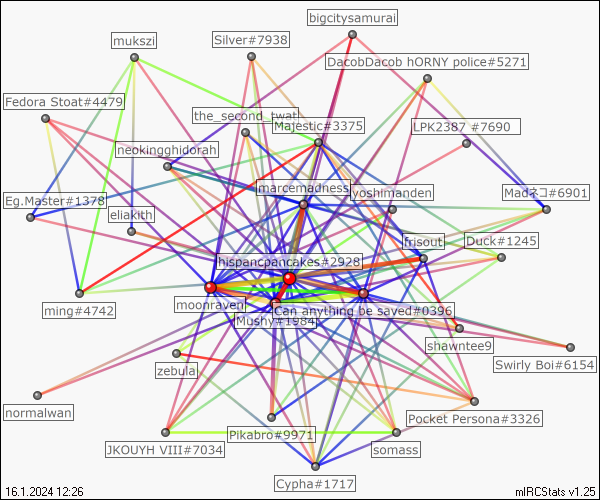 bigcitysamurai
mukszi
Silver#7938
DacobDacob hORNY police#5271
Fedora Stoat#4479
the_second_twat
Majestic#3375
LPK2387 #7690
neokingghidorah
marcemadness
yoshimanden
Eg.Master#1378
eliakith
Madネコ#6901
frisout
Duck#1245
hispancpancakes#2928
moonraven
ming#4742
Mushy#1984
Can anything be saved#0396
shawntee9
zebulal
Swirly Boi#6154
normalwan
Pocket Persona#3326
JKOUYH VIII#7034
Pikabro#9971
somass
Cypha#1717
16.1.2024 12:26
mIRCStats v1.25